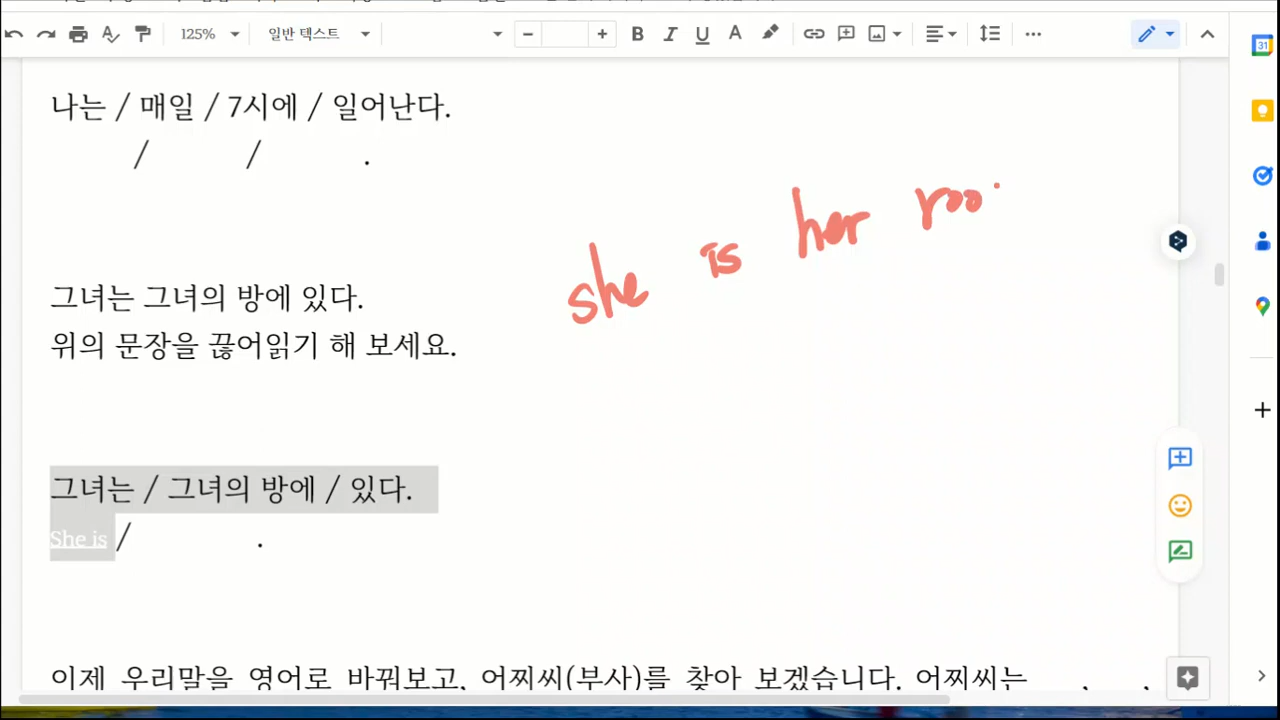 125% 일반 텍스트 B I U A
31
나는 / 매일 / 7시에 / 일어난다.
/ / .
she is her roo
그녀는 그녀의 방에 있다.
위의 문장을 끊어읽기 해 보세요.
그녀는 / 그녀의 방에 / 있다.
She is / .
이제 우리말을 영어로 바꿔보고, 어찌씨(부사)를 찾아 보겠습니다. 어찌씨는 , ,